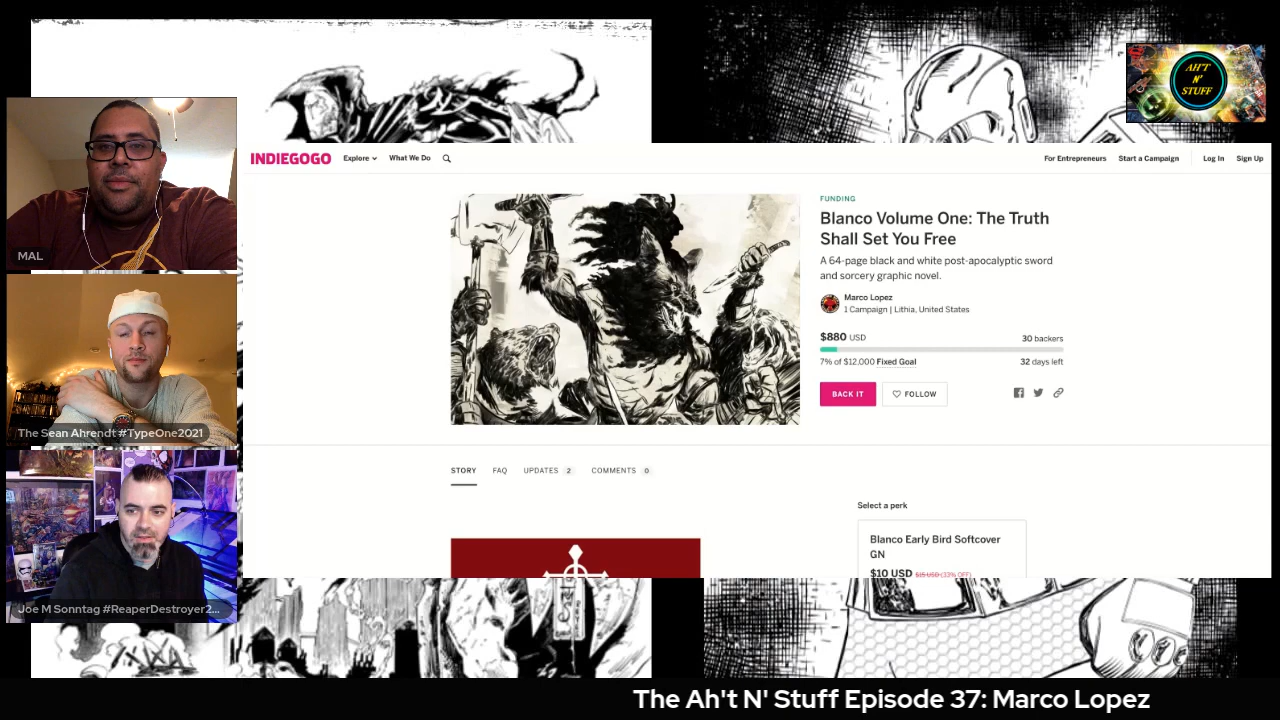 AH'T
N'
STUFF
INDIEGOGO
Explore
What We Do
For Entrepreneurs
Start a Campaign
Log In
Sign Up
FUNDING
Blanco Volume One: The Truth
Shall Set You Free
A 64-page black and white post-apocalyptic sword
and sorcery graphic novel.
Marco Lopez
1 Campaign | Lithia, United States
$880 USD
30 backers
7% of $12,000 Fixed Goal
32 days left
BACK IT
FOLLOW
STORY
FAQ
UPDATES 2
COMMENTS 0
Select a perk
Blanco Early Bird Softcover
GN
$10 USD $15 USD (33% OFF)
MAL
The Sean Ahrendt #TypeOne2021
Joe M Sonntag #ReaperDestroyer2...
The Ah't N' Stuff Episode 37: Marco Lopez